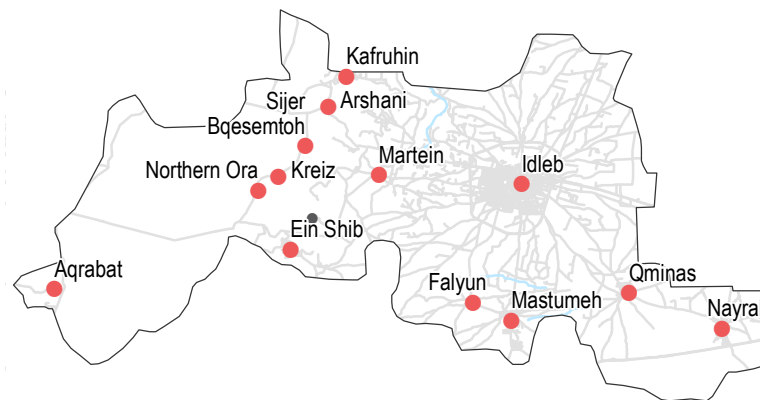 Kafruhin
Sijer
Arshani
Bqesemtoh
Martein
Northern Ora
Kreiz
Idleb
Ein Shib
Aqrabat
Falyun
Mastumeh
Qminas
Nayra